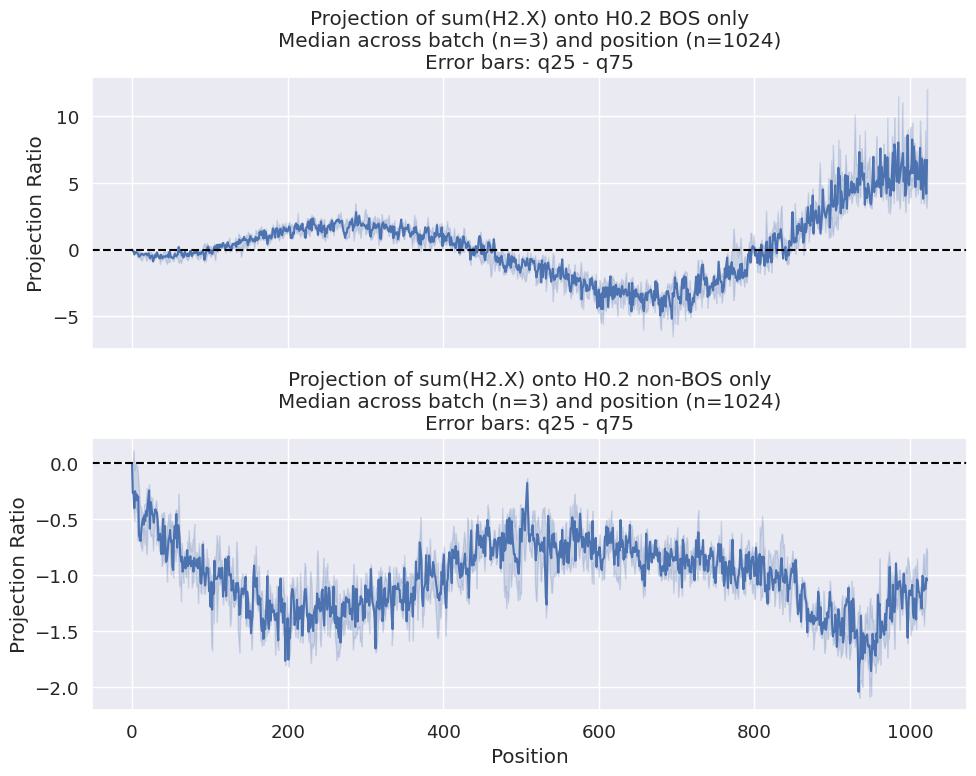 Projection of sum(H2.X) onto H0.2 BOS only
Median across batch (n=3) and position (n=1024)
Error bars: q25 - q75
10
5
0
−5
Projection Ratio
Projection of sum(H2.X) onto H0.2 non-BOS only
Median across batch (n=3) and position (n=1024)
Error bars: q25 - q75
0.0
−0.5
−1.0
−1.5
−2.0
Projection Ratio
0 200 400 600 800 1000
Position